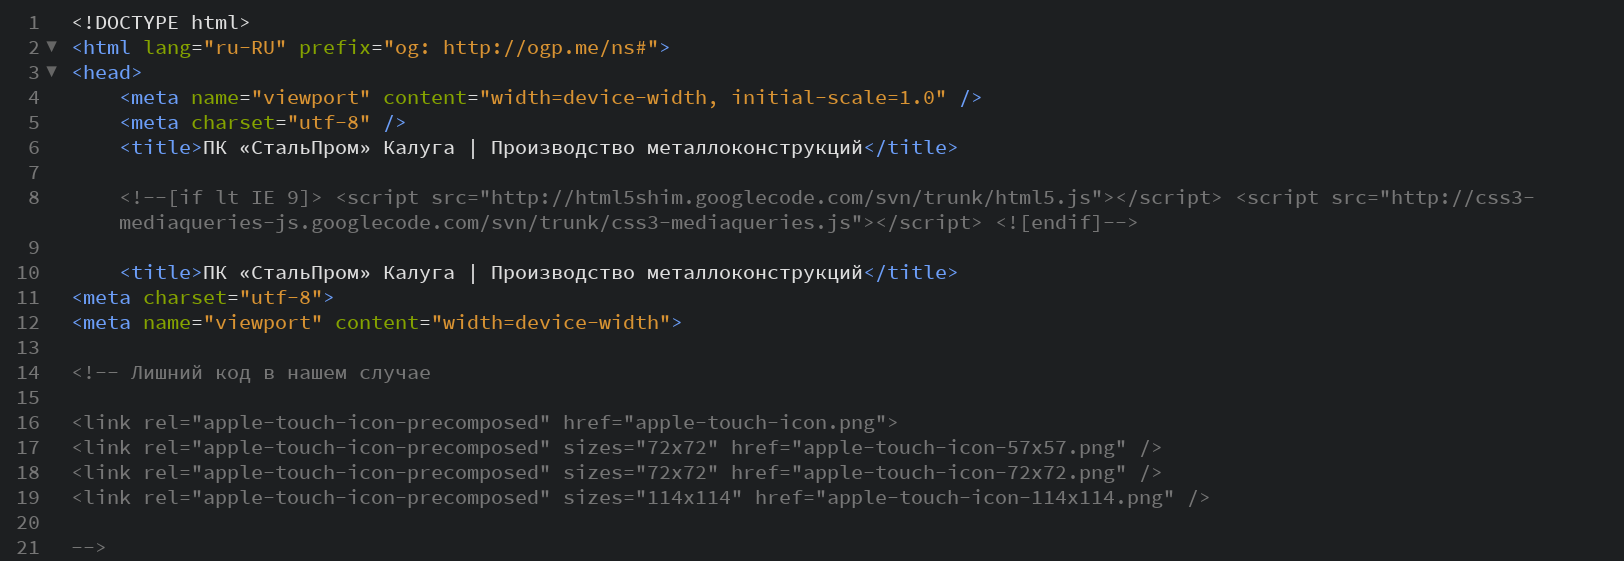 1 <!DOCTYPE html>
2 ▼ <html lang="ru-RU" prefix="og: http://ogp.me/ns#">
3 ▼ <head>
4     <meta name="viewport" content="width=device-width, initial-scale=1.0" />
5     <meta charset="utf-8" />
6     <title>ПК «СтальПром» Калуга | Производство металлоконструкций</title>
7
8     <!--[if lt IE 9]> <script src="http://html5shim.googlecode.com/svn/trunk/html5.js"></script> <script src="http://css3-
    mediaqueries-js.googlecode.com/svn/trunk/css3-mediaqueries.js"></script> <![endif]-->
9
10     <title>ПК «СтальПром» Калуга | Производство металлоконструкций</title>
11 <meta charset="utf-8">
12 <meta name="viewport" content="width=device-width">
13
14 <!-- Лишний код в нашем случае
15
16 <link rel="apple-touch-icon-precomposed" href="apple-touch-icon.png">
17 <link rel="apple-touch-icon-precomposed" sizes="72x72" href="apple-touch-icon-57x57.png" />
18 <link rel="apple-touch-icon-precomposed" sizes="72x72" href="apple-touch-icon-72x72.png" />
19 <link rel="apple-touch-icon-precomposed" sizes="114x114" href="apple-touch-icon-114x114.png" />
20
21 -->